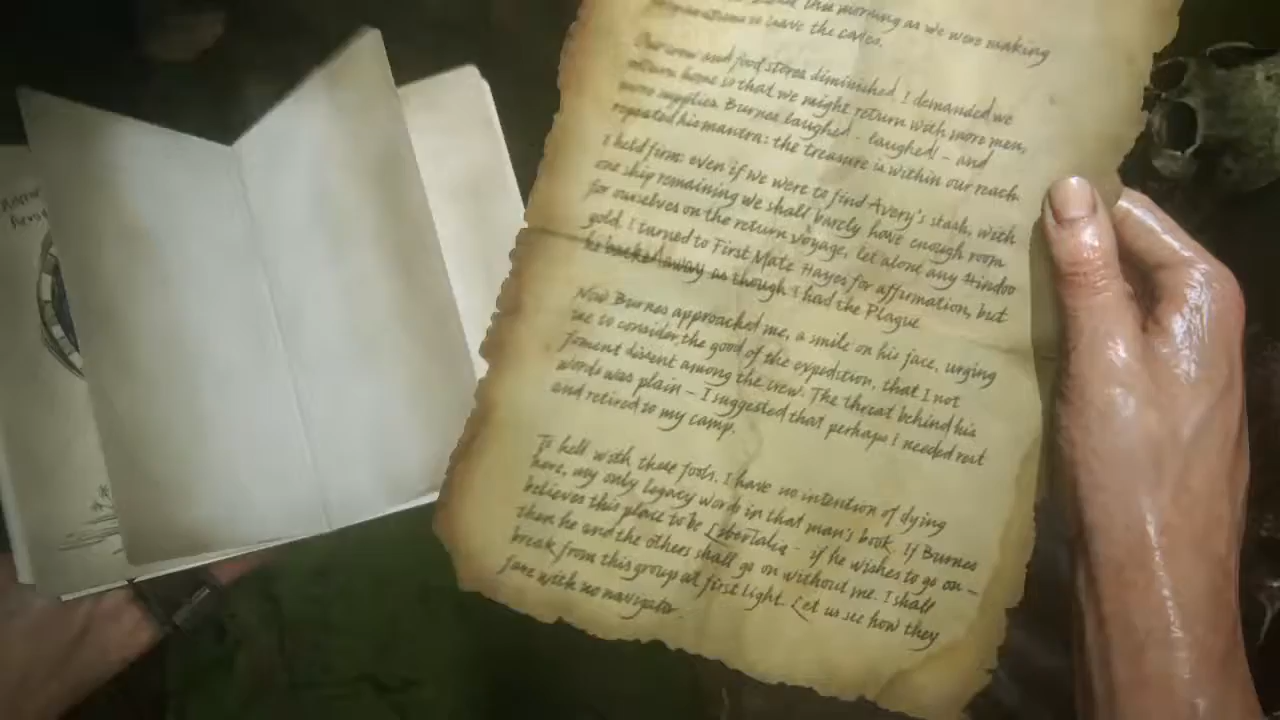 this morning as we were making
to leave the caves.
Our crew and food stores diminished, I demanded we
return home so that we might return with more men,
more supplies. Burnes laughed - laughed! - and
repeated his mantra: the treasure is within our reach.
I held firm: even if we were to find Avery's stash, with
one ship remaining we shall barely have enough room
for ourselves on the return voyage, let alone any Hindoo
gold. I turned to First Mate Hayes for affirmation, but
he backed away as though I had the Plague.
Now Burnes approached me, a smile on his face, urging
me to consider the good of the expedition, that I not
foment dissent among the crew. The threat behind his
words was plain - I suggested that perhaps I needed rest
and retired to my camp.
To hell with these fools. I have no intention of dying
here, my only legacy words in that man's book. If Burnes
believes this place to be Libertalia - if he wishes to go on -
then he and the others shall go on without me. I shall
break from this group at first light. Let us see how they
fare with no navigator.